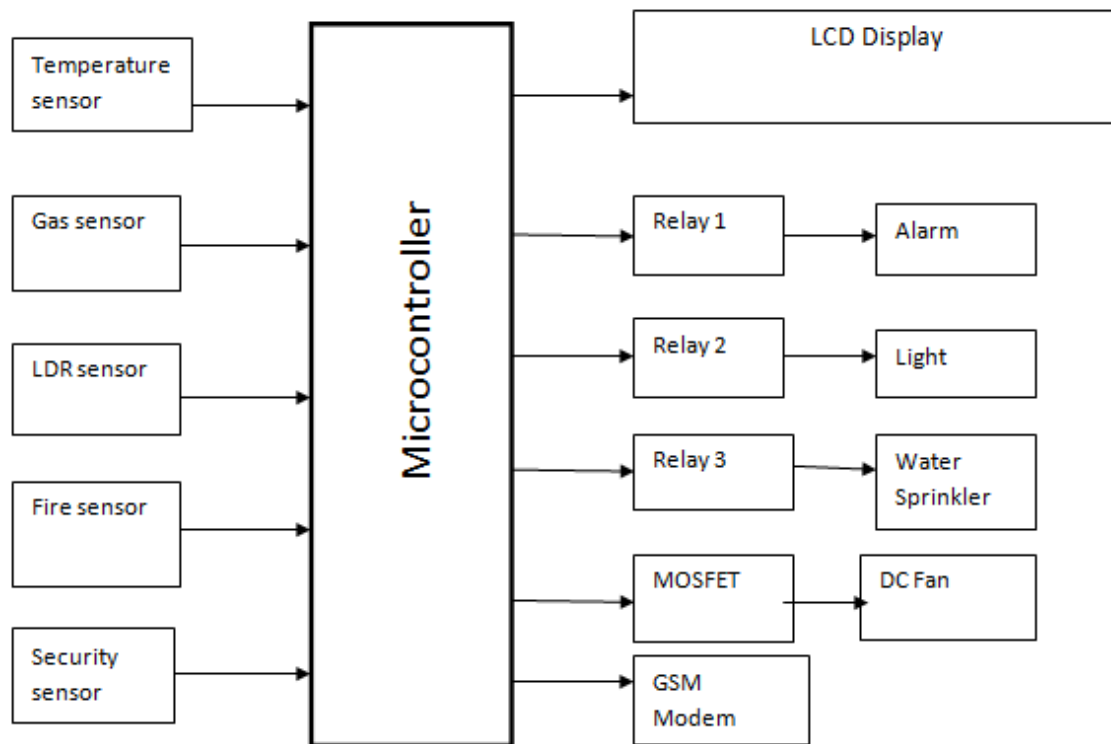 Temperature
sensor
Gas sensor
LDR sensor
Fire sensor
Security
sensor
Microcontroller
LCD Display
Relay 1
Alarm
Relay 2
Light
Relay 3
Water
Sprinkler
MOSFET
DC Fan
GSM
Modem